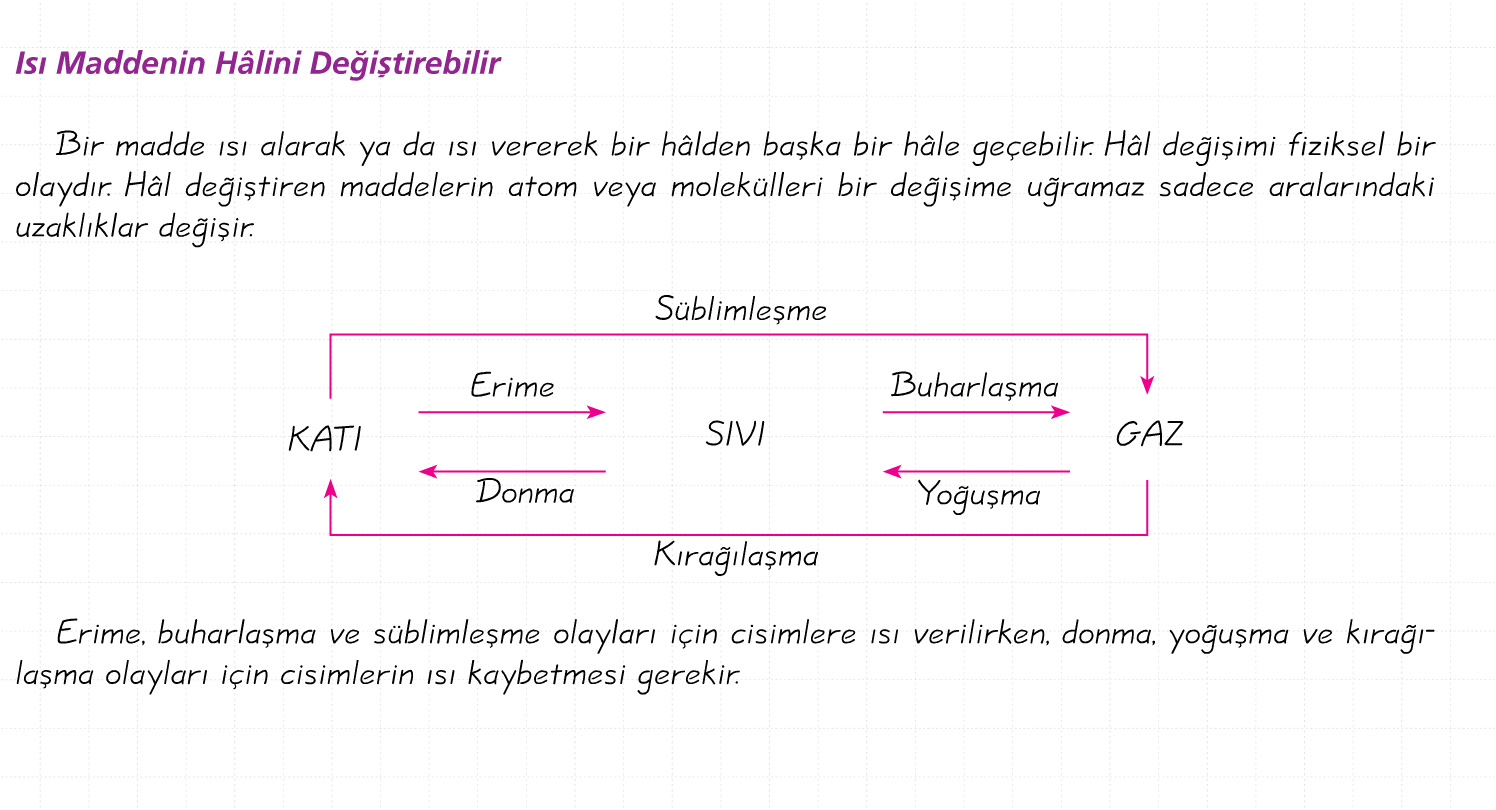 Isı Maddenin Hâlini Değiştirebilir
Bir madde ısı alarak ya da ısı vererek bir hâlden başka bir hâle geçebilir. Hâl değişimi fiziksel bir
olaydır. Hâl değiştiren maddelerin atom veya molekülleri bir değişime uğramaz sadece aralarındaki
uzaklıklar değişir.
Süblimleşme
Erime
Buharlaşma
KATI
SIVI
GAZ
Donma
Yoğuşma
Kırağılaşma
Erime, buharlaşma ve süblimleşme olayları için cisimlere ısı verilirken, donma, yoğuşma ve kırağı-
laşma olayları için cisimlerin ısı kaybetmesi gerekir.